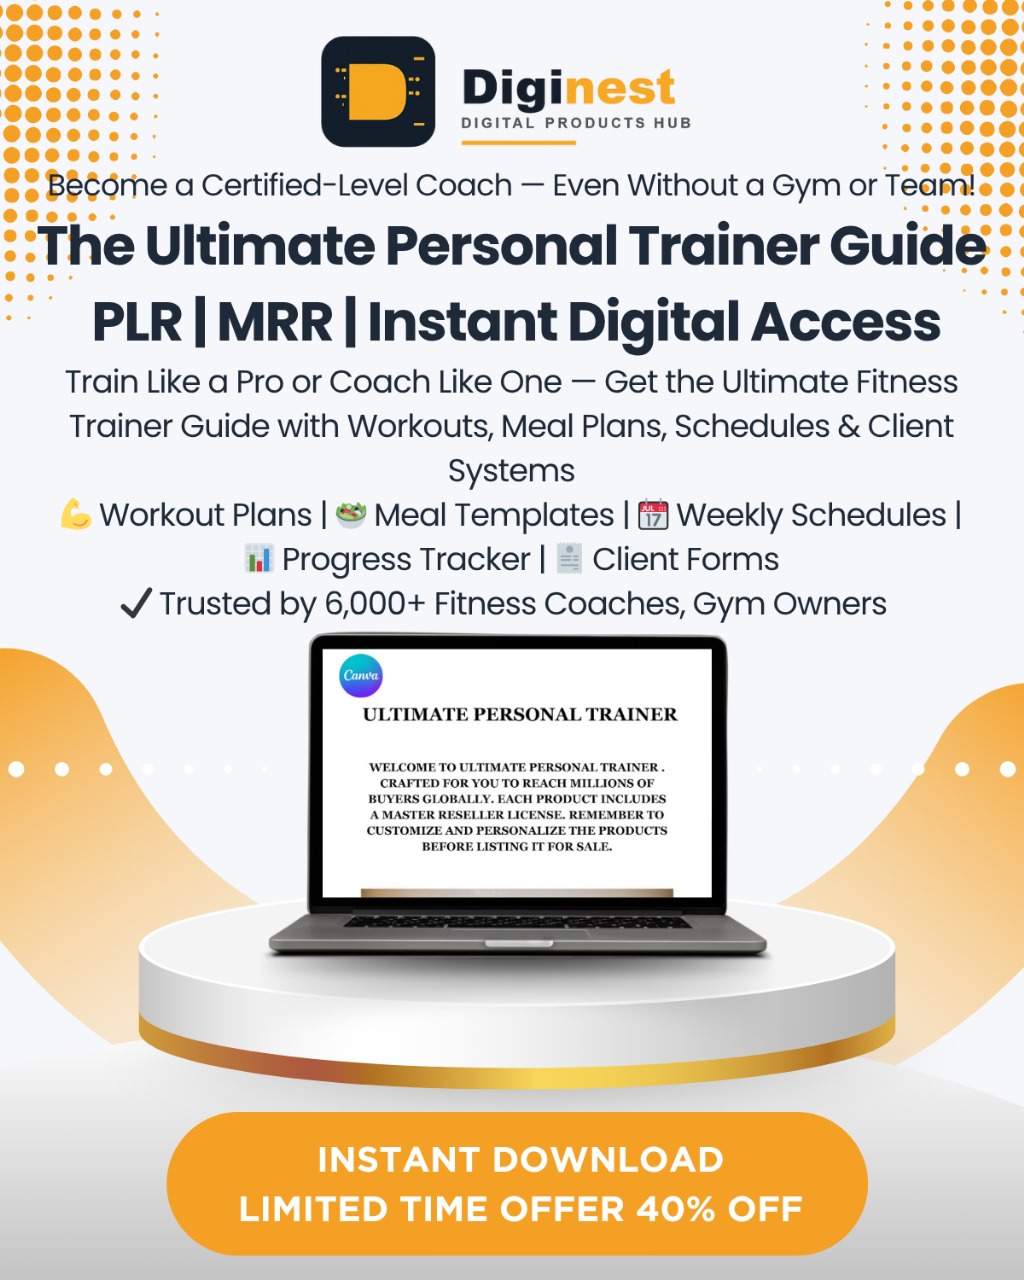 Diginest
DIGITAL PRODUCTS HUB
Become a Certified-Level Coach — Even Without a Gym or Team!
The Ultimate Personal Trainer Guide
PLR | MRR | Instant Digital Access
Train Like a Pro or Coach Like One — Get the Ultimate Fitness
Trainer Guide with Workouts, Meal Plans, Schedules & Client
Systems
💪 Workout Plans | 🥗 Meal Templates | 📅 Weekly Schedules |
📊 Progress Tracker | 🧾 Client Forms
✔ Trusted by 6,000+ Fitness Coaches, Gym Owners
Canva
ULTIMATE PERSONAL TRAINER
WELCOME TO ULTIMATE PERSONAL TRAINER .
CRAFTED FOR YOU TO REACH MILLIONS OF
BUYERS GLOBALLY. EACH PRODUCT INCLUDES
A MASTER RESELLER LICENSE. REMEMBER TO
CUSTOMIZE AND PERSONALIZE THE PRODUCTS
BEFORE LISTING IT FOR SALE.
INSTANT DOWNLOAD
LIMITED TIME OFFER 40% OFF